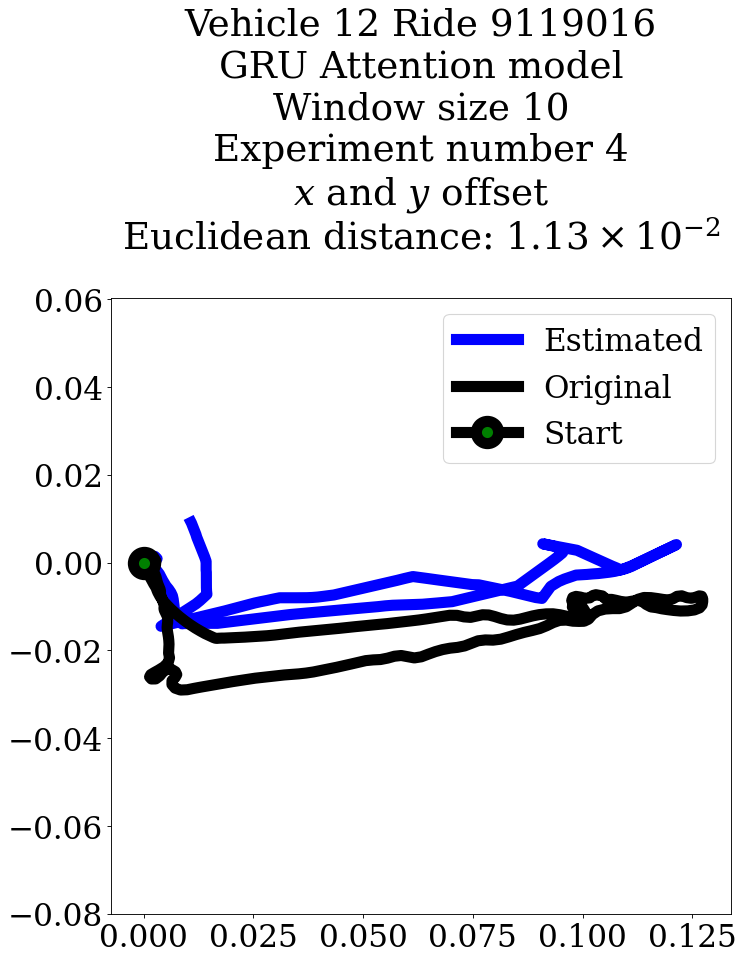 Vehicle 12 Ride 9119016
GRU Attention model
Window size 10
Experiment number 4
x and y offset
Euclidean distance: 1.13 × 10⁻²
0.06
0.04
0.02
0.00
−0.02
−0.04
−0.06
−0.08
Estimated
Original
Start
0.000 0.025 0.050 0.075 0.100 0.125